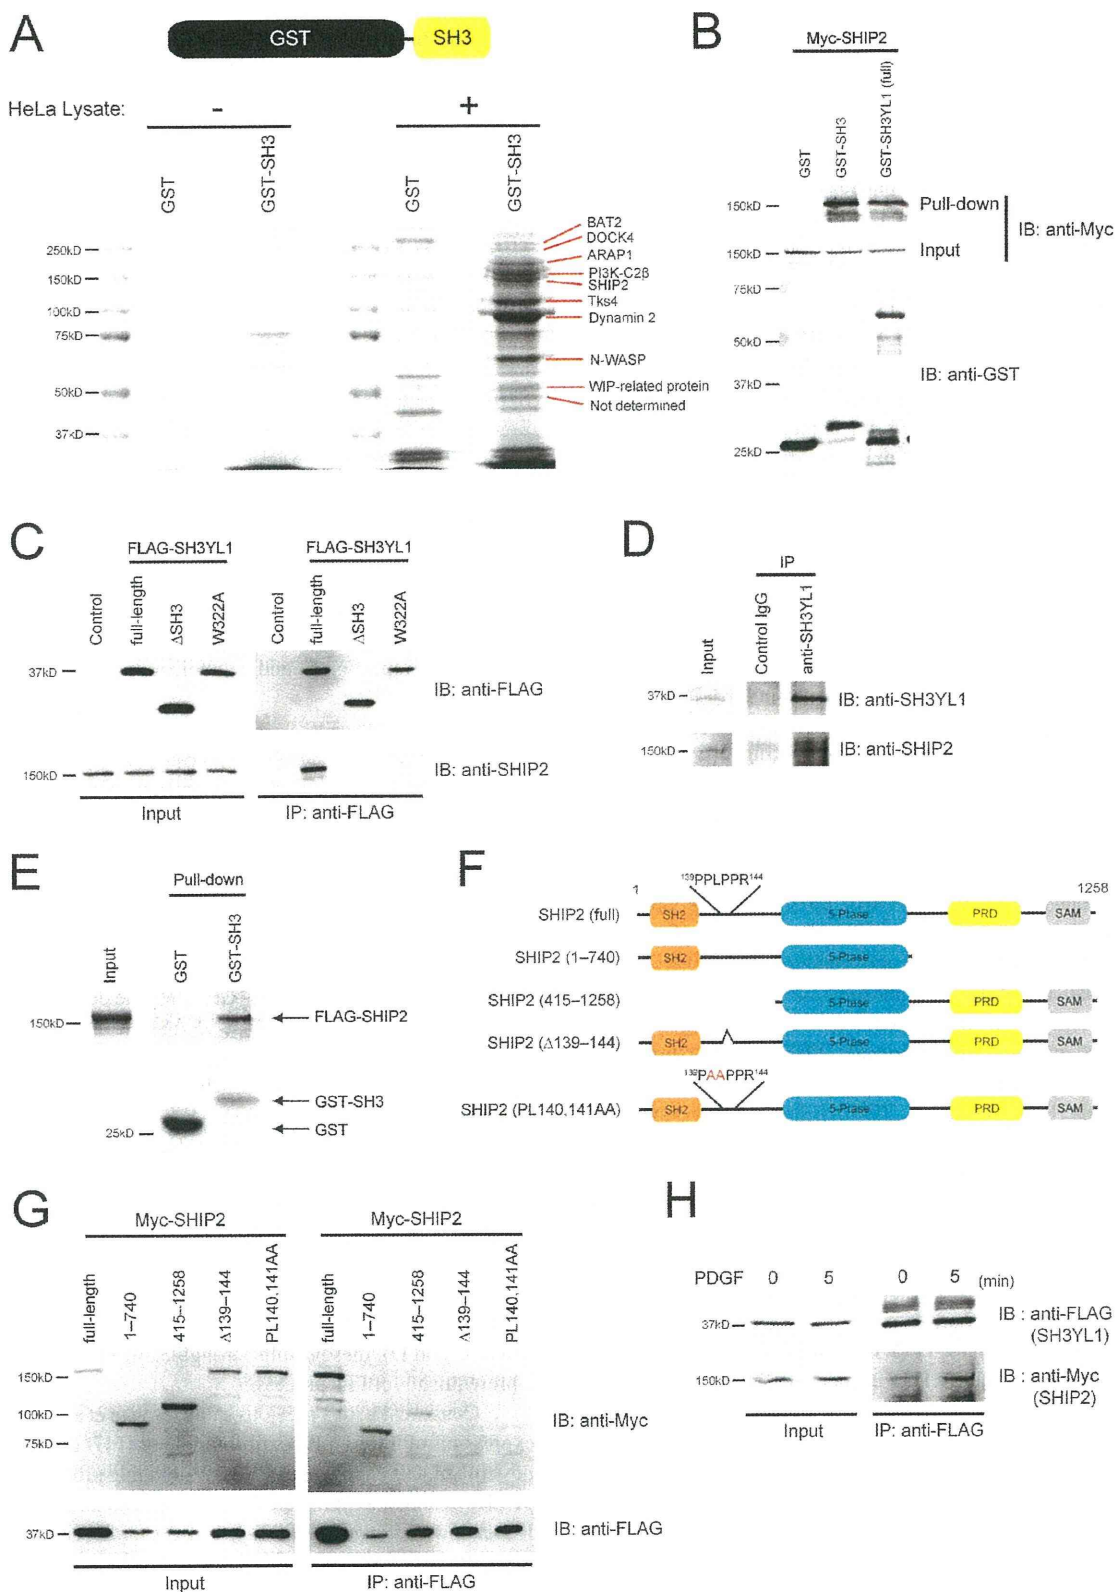 A
GST
SH3
HeLa Lysate:
-
+
GST
GST-SH3
GST
GST-SH3
250kD
150kD
100kD
75kD
50kD
37kD
BAT2
DOCK4
ARAP1
PI3K-C2β
SHIP2
Tks4
Dynamin 2
N-WASP
WIP-related protein
Not determined
B
Myc-SHIP2
GST
GST-SH3
GST-SH3YL1 (full)
150kD
Pull-down
150kD
Input
IB: anti-Myc
75kD
50kD
37kD
25kD
IB: anti-GST
C
FLAG-SH3YL1
FLAG-SH3YL1
Control
full-length
ΔSH3
W322A
Control
full-length
ΔSH3
W322A
37kD
IB: anti-FLAG
150kD
IB: anti-SHIP2
Input
IP: anti-FLAG
D
IP
Input
Control IgG
anti-SH3YL1
37kD
IB: anti-SH3YL1
150kD
IB: anti-SHIP2
E
Pull-down
Input
GST
GST-SH3
150kD
FLAG-SHIP2
GST-SH3
25kD
GST
F
1
¹³⁹PPLPPR¹⁴⁴
1258
SHIP2 (full)
SH2
5-Ptase
PRD
SAM
SHIP2 (1–740)
SH2
5-Ptase
SHIP2 (415–1258)
5-Ptase
PRD
SAM
SHIP2 (Δ139–144)
SH2
5-Ptase
PRD
SAM
¹³⁹PAAPPR¹⁴⁴
SHIP2 (PL140,141AA)
SH2
5-Ptase
PRD
SAM
G
Myc-SHIP2
Myc-SHIP2
full-length
1–740
415–1258
Δ139–144
PL140,141AA
full-length
1–740
415–1258
Δ139–144
PL140,141AA
150kD
100kD
75kD
IB: anti-Myc
37kD
IB: anti-FLAG
Input
IP: anti-FLAG
H
PDGF 0 5 0 5 (min)
37kD
IB : anti-FLAG
(SH3YL1)
150kD
IB : anti-Myc
(SHIP2)
Input
IP: anti-FLAG